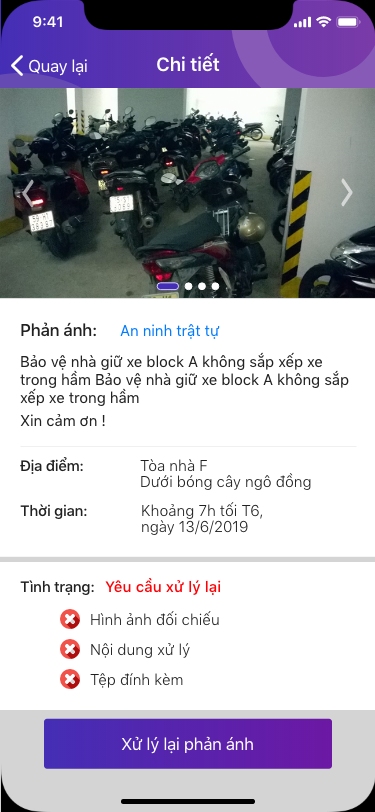 9:41
Quay lại
Chi tiết
Phản ánh: An ninh trật tự
Bảo vệ nhà giữ xe block A không sắp xếp xe
trong hầm Bảo vệ nhà giữ xe block A không sắp
xếp xe trong hầm
Xin cảm ơn !
Địa điểm: Tòa nhà F
Dưới bóng cây ngô đồng
Thời gian: Khoảng 7h tối T6,
ngày 13/6/2019
Tình trạng: Yêu cầu xử lý lại
Hình ảnh đối chiếu
Nội dung xử lý
Tệp đính kèm
Xử lý lại phản ánh